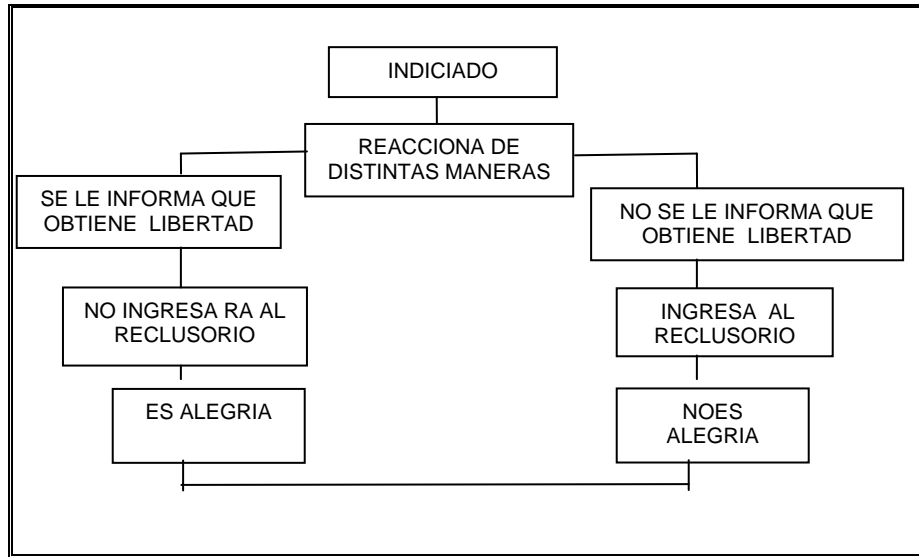 INDICIADO
REACCIONA DE
DISTINTAS MANERAS
SE LE INFORMA QUE
OBTIENE LIBERTAD
NO SE LE INFORMA QUE
OBTIENE LIBERTAD
NO INGRESA RA AL
RECLUSORIO
INGRESA AL
RECLUSORIO
ES ALEGRIA
NOES
ALEGRIA